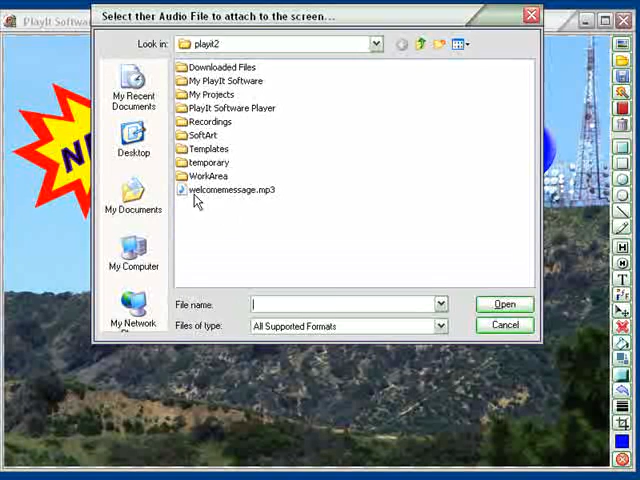 PlayIt Softwa
Select ther Audio File to attach to the screen...
Look in:
playit2
My Recent
Documents
Desktop
My Documents
My Computer
My Network
Downloaded Files
My PlayIt Software
My Projects
PlayIt Software Player
Recordings
SoftArt
Templates
temporary
WorkArea
welcomemessage.mp3
File name:
Open
Files of type:
All Supported Formats
Cancel
N
H
H
T
F